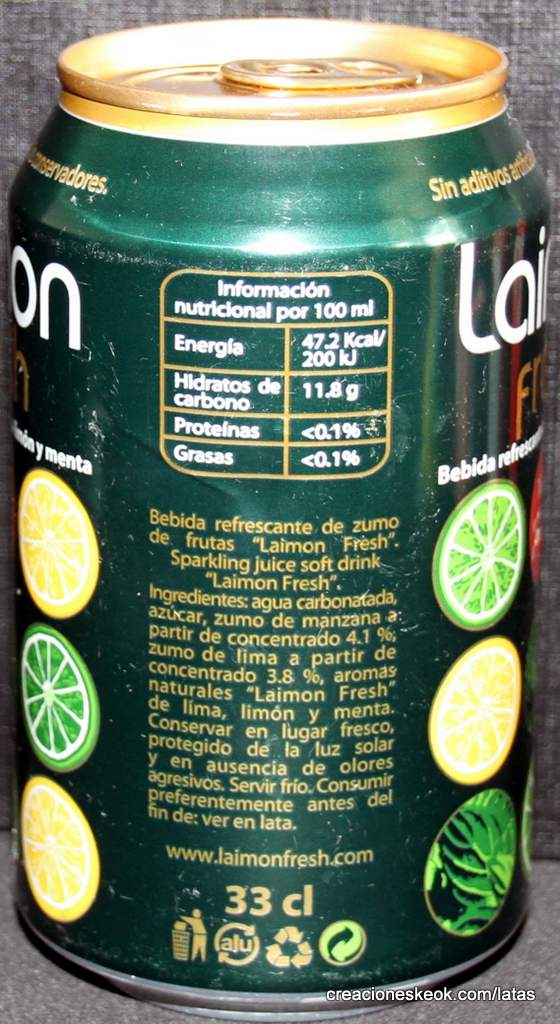 conservadores.
Sin aditivos
on
Lai
n
fr
y menta
Bebida
Información
nutricional por 100 ml
Energía 47.2 Kcal/
200 kJ
Hidratos de
carbono 11.8 g
Proteínas <0.1%
Grasas <0.1%
Bebida refrescante de zumo
de frutas "Laimon Fresh".
Sparkling juice soft drink
"Laimon Fresh".
Ingredientes: agua carbonatada,
azúcar, zumo de manzana a
partir de concentrado 4.1 %,
zumo de lima a partir de
concentrado 3.8 %, aromas
naturales "Laimon Fresh"
de lima, limón y menta.
Conservar en lugar fresco,
protegido de la luz solar
y en ausencia de olores
agresivos. Servir frío. Consumir
preferentemente antes del
fin de: ver en lata.
www.laimonfresh.com
33 cl
alu
creacioneskeok.com/latas